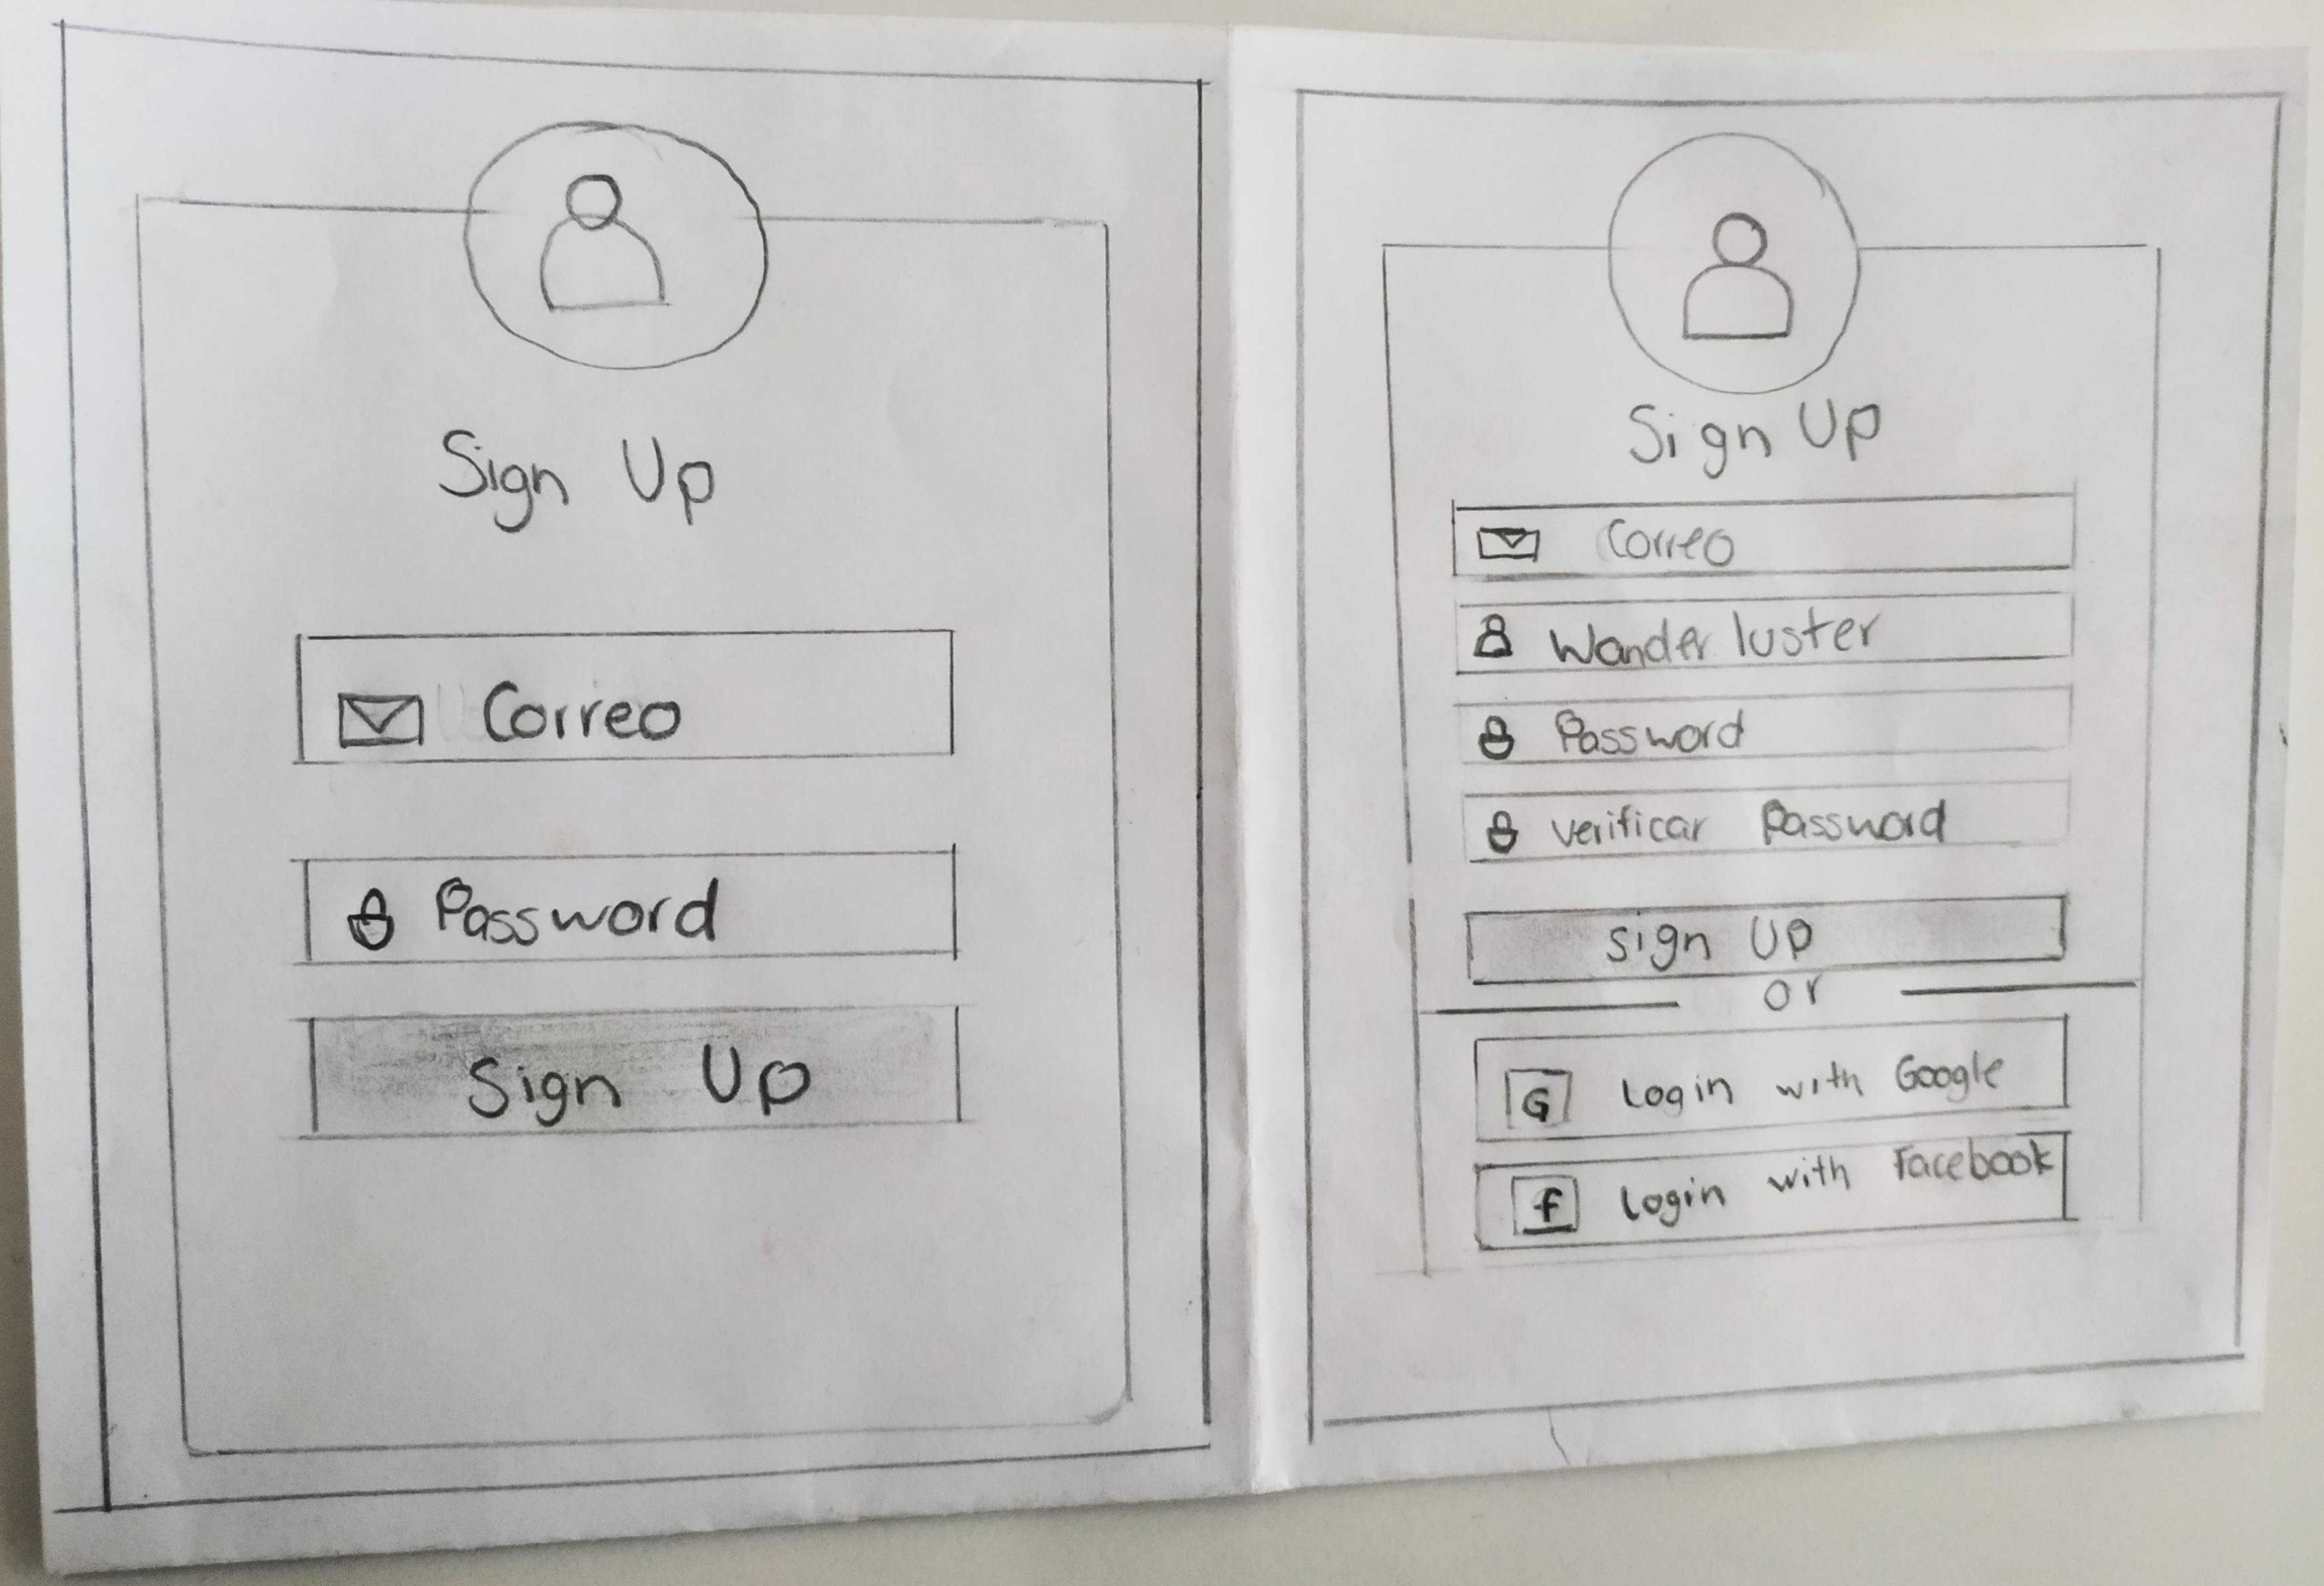 Sign Up
Correo
Password
Sign Up
Sign Up
Correo
Wander luster
Password
verificar Password
sign UP
or
G Login with Google
f Login with Facebook